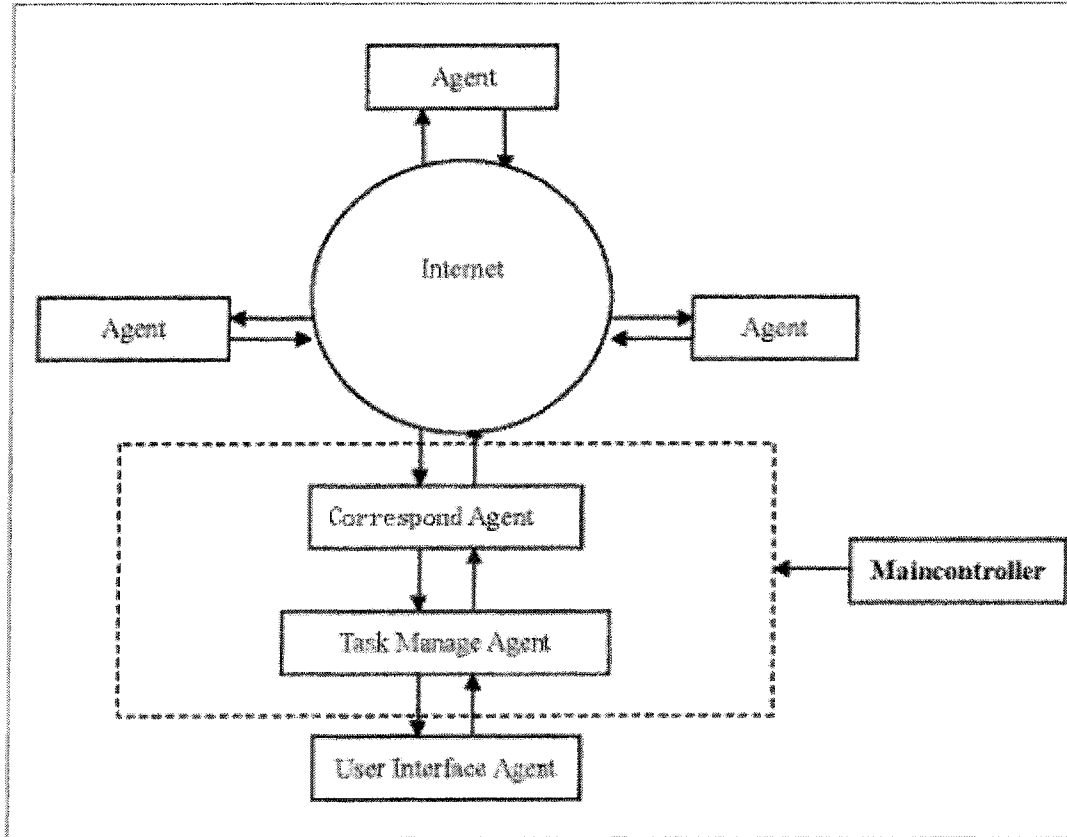 Agent
Internet
Agent
Agent
Correspond Agent
Maincontroller
Task Manage Agent
User Interface Agent